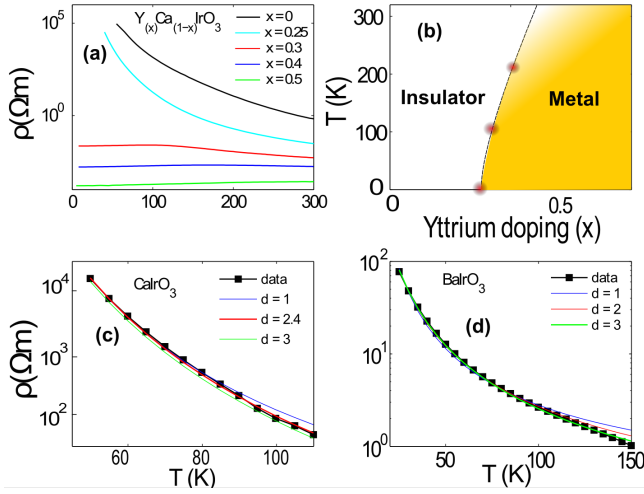 Y(x)Ca(1−x)IrO3
(a)
x = 0
x = 0.25
x = 0.3
x = 0.4
x = 0.5
10^5
10^0
ρ(Ωm)
0 100 200 300
(b)
Insulator
Metal
300
200
100
0
T (K)
0 0.5
Yttrium doping (x)
CaIrO3
(c)
data
d = 1
d = 2.4
d = 3
10^4
10^3
10^2
ρ(Ωm)
60 80 100
T (K)
BaIrO3
(d)
data
d = 1
d = 2
d = 3
10^2
10^1
10^0
50 100 150
T (K)